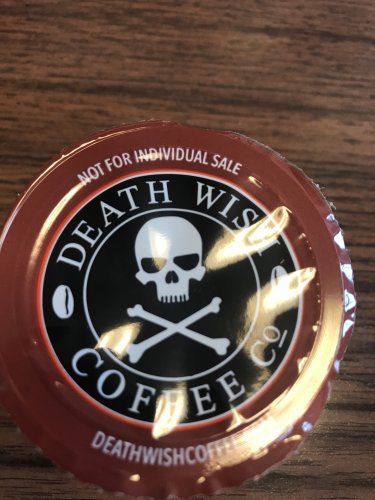 NOT FOR INDIVIDUAL SALE
DEATH WISH
COFFEE Co